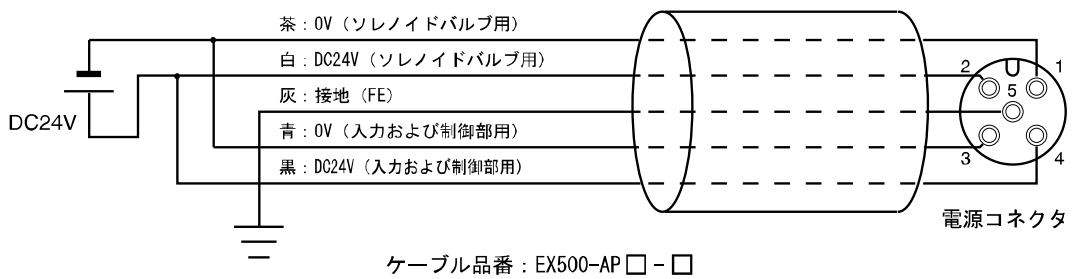 茶：0V（ソレノイドバルブ用）
白：DC24V（ソレノイドバルブ用）
灰：接地（FE）
青：0V（入力および制御部用）
黒：DC24V（入力および制御部用）
DC24V
2
1
5
3
4
電源コネクタ
ケーブル品番：EX500-AP□-□